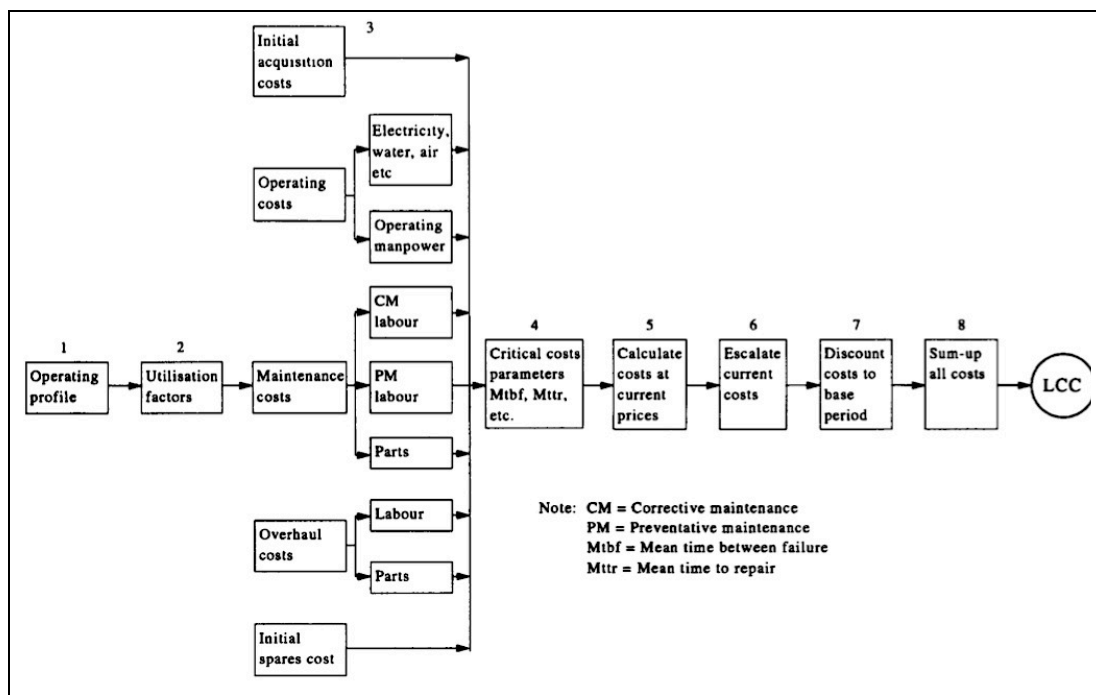 3
Initial
acquisition
costs
Electricity,
water, air
etc
Operating
costs
Operating
manpower
CM
labour
1
Operating
profile
2
Utilisation
factors
Maintenance
costs
PM
labour
Parts
4
Critical costs
parameters
Mtbf, Mttr,
etc.
5
Calculate
costs at
current
prices
6
Escalate
current
costs
7
Discount
costs to
base
period
8
Sum-up
all costs
LCC
Overhaul
costs
Labour
Parts
Initial
spares cost
Note: CM = Corrective maintenance
PM = Preventative maintenance
Mtbf = Mean time between failure
Mttr = Mean time to repair